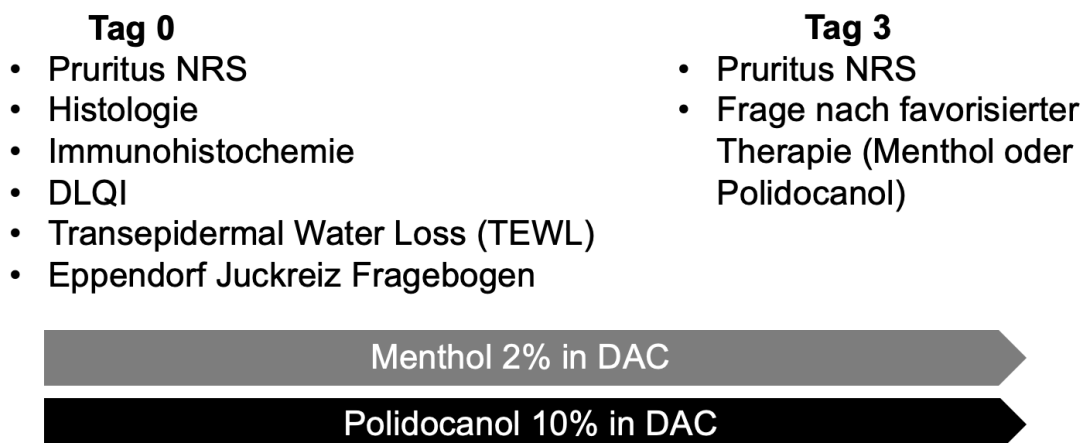 Tag 0
• Pruritus NRS
• Histologie
• Immunohistochemie
• DLQI
• Transepidermal Water Loss (TEWL)
• Eppendorf Juckreiz Fragebogen
Tag 3
• Pruritus NRS
• Frage nach favorisierter
Therapie (Menthol oder
Polidocanol)
Menthol 2% in DAC
Polidocanol 10% in DAC